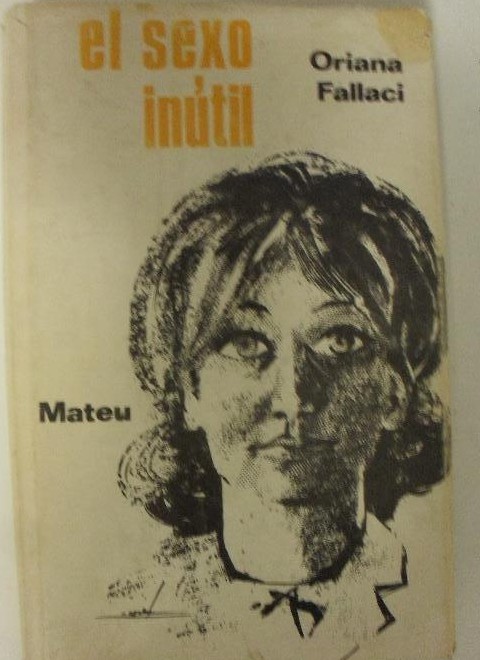 el sexo
inútil
Oriana
Fallaci
Mateu